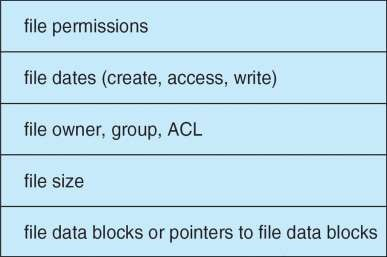 file permissions
file dates (create, access, write)
file owner, group, ACL
file size
file data blocks or pointers to file data blocks